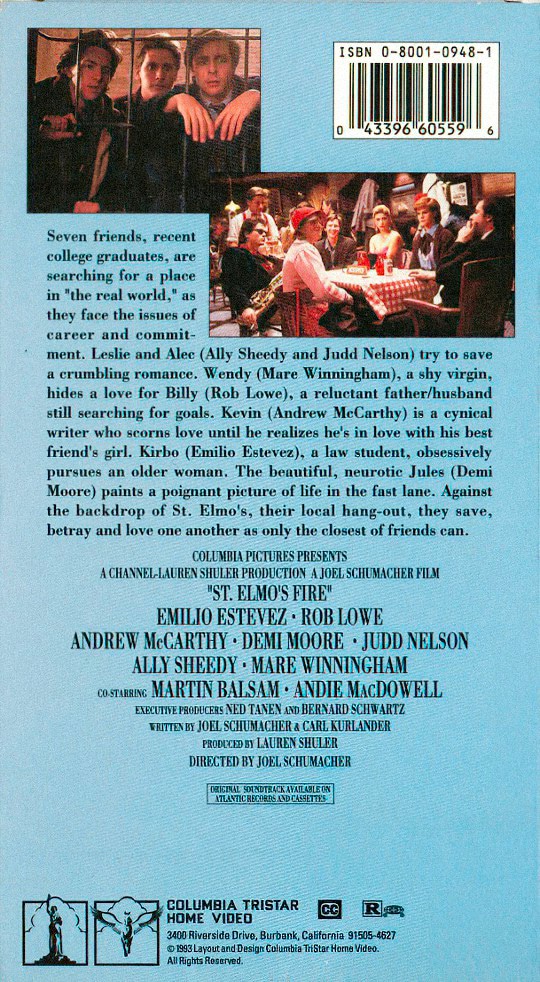 ISBN 0-8001-0948-1
0 43396 60559 6
Seven friends, recent
college graduates, are
searching for a place
in "the real world," as
they face the issues of
career and commit-
ment. Leslie and Alec (Ally Sheedy and Judd Nelson) try to save
a crumbling romance. Wendy (Mare Winningham), a shy virgin,
hides a love for Billy (Rob Lowe), a reluctant father/husband
still searching for goals. Kevin (Andrew McCarthy) is a cynical
writer who scorns love until he realizes he's in love with his best
friend's girl. Kirbo (Emilio Estevez), a law student, obsessively
pursues an older woman. The beautiful, neurotic Jules (Demi
Moore) paints a poignant picture of life in the fast lane. Against
the backdrop of St. Elmo's, their local hang-out, they save,
betray and love one another as only the closest of friends can.
COLUMBIA PICTURES PRESENTS
A CHANNEL-LAUREN SHULER PRODUCTION A JOEL SCHUMACHER FILM
"ST. ELMO'S FIRE"
EMILIO ESTEVEZ · ROB LOWE
ANDREW McCARTHY · DEMI MOORE · JUDD NELSON
ALLY SHEEDY · MARE WINNINGHAM
CO-STARRING MARTIN BALSAM · ANDIE MacDOWELL
EXECUTIVE PRODUCERS NED TANEN AND BERNARD SCHWARTZ
WRITTEN BY JOEL SCHUMACHER & CARL KURLANDER
PRODUCED BY LAUREN SHULER
DIRECTED BY JOEL SCHUMACHER
ORIGINAL SOUNDTRACK AVAILABLE ON
ATLANTIC RECORDS AND CASSETTES
COLUMBIA TRISTAR
HOME VIDEO
CC R
3400 Riverside Drive, Burbank, California 91505-4627
© 1993 Layout and Design Columbia TriStar Home Video.
All Rights Reserved.